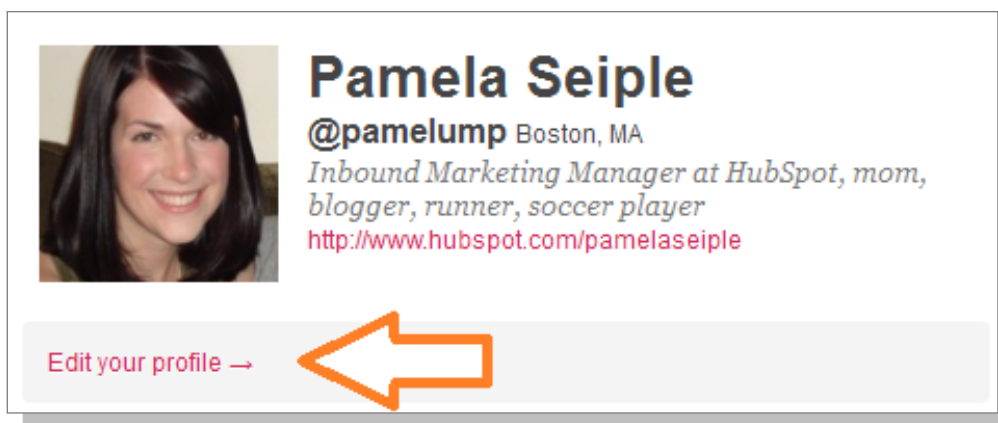 Pamela Seiple
@pamelump Boston, MA
Inbound Marketing Manager at HubSpot, mom,
blogger, runner, soccer player
http://www.hubspot.com/pamelaseiple
Edit your profile →